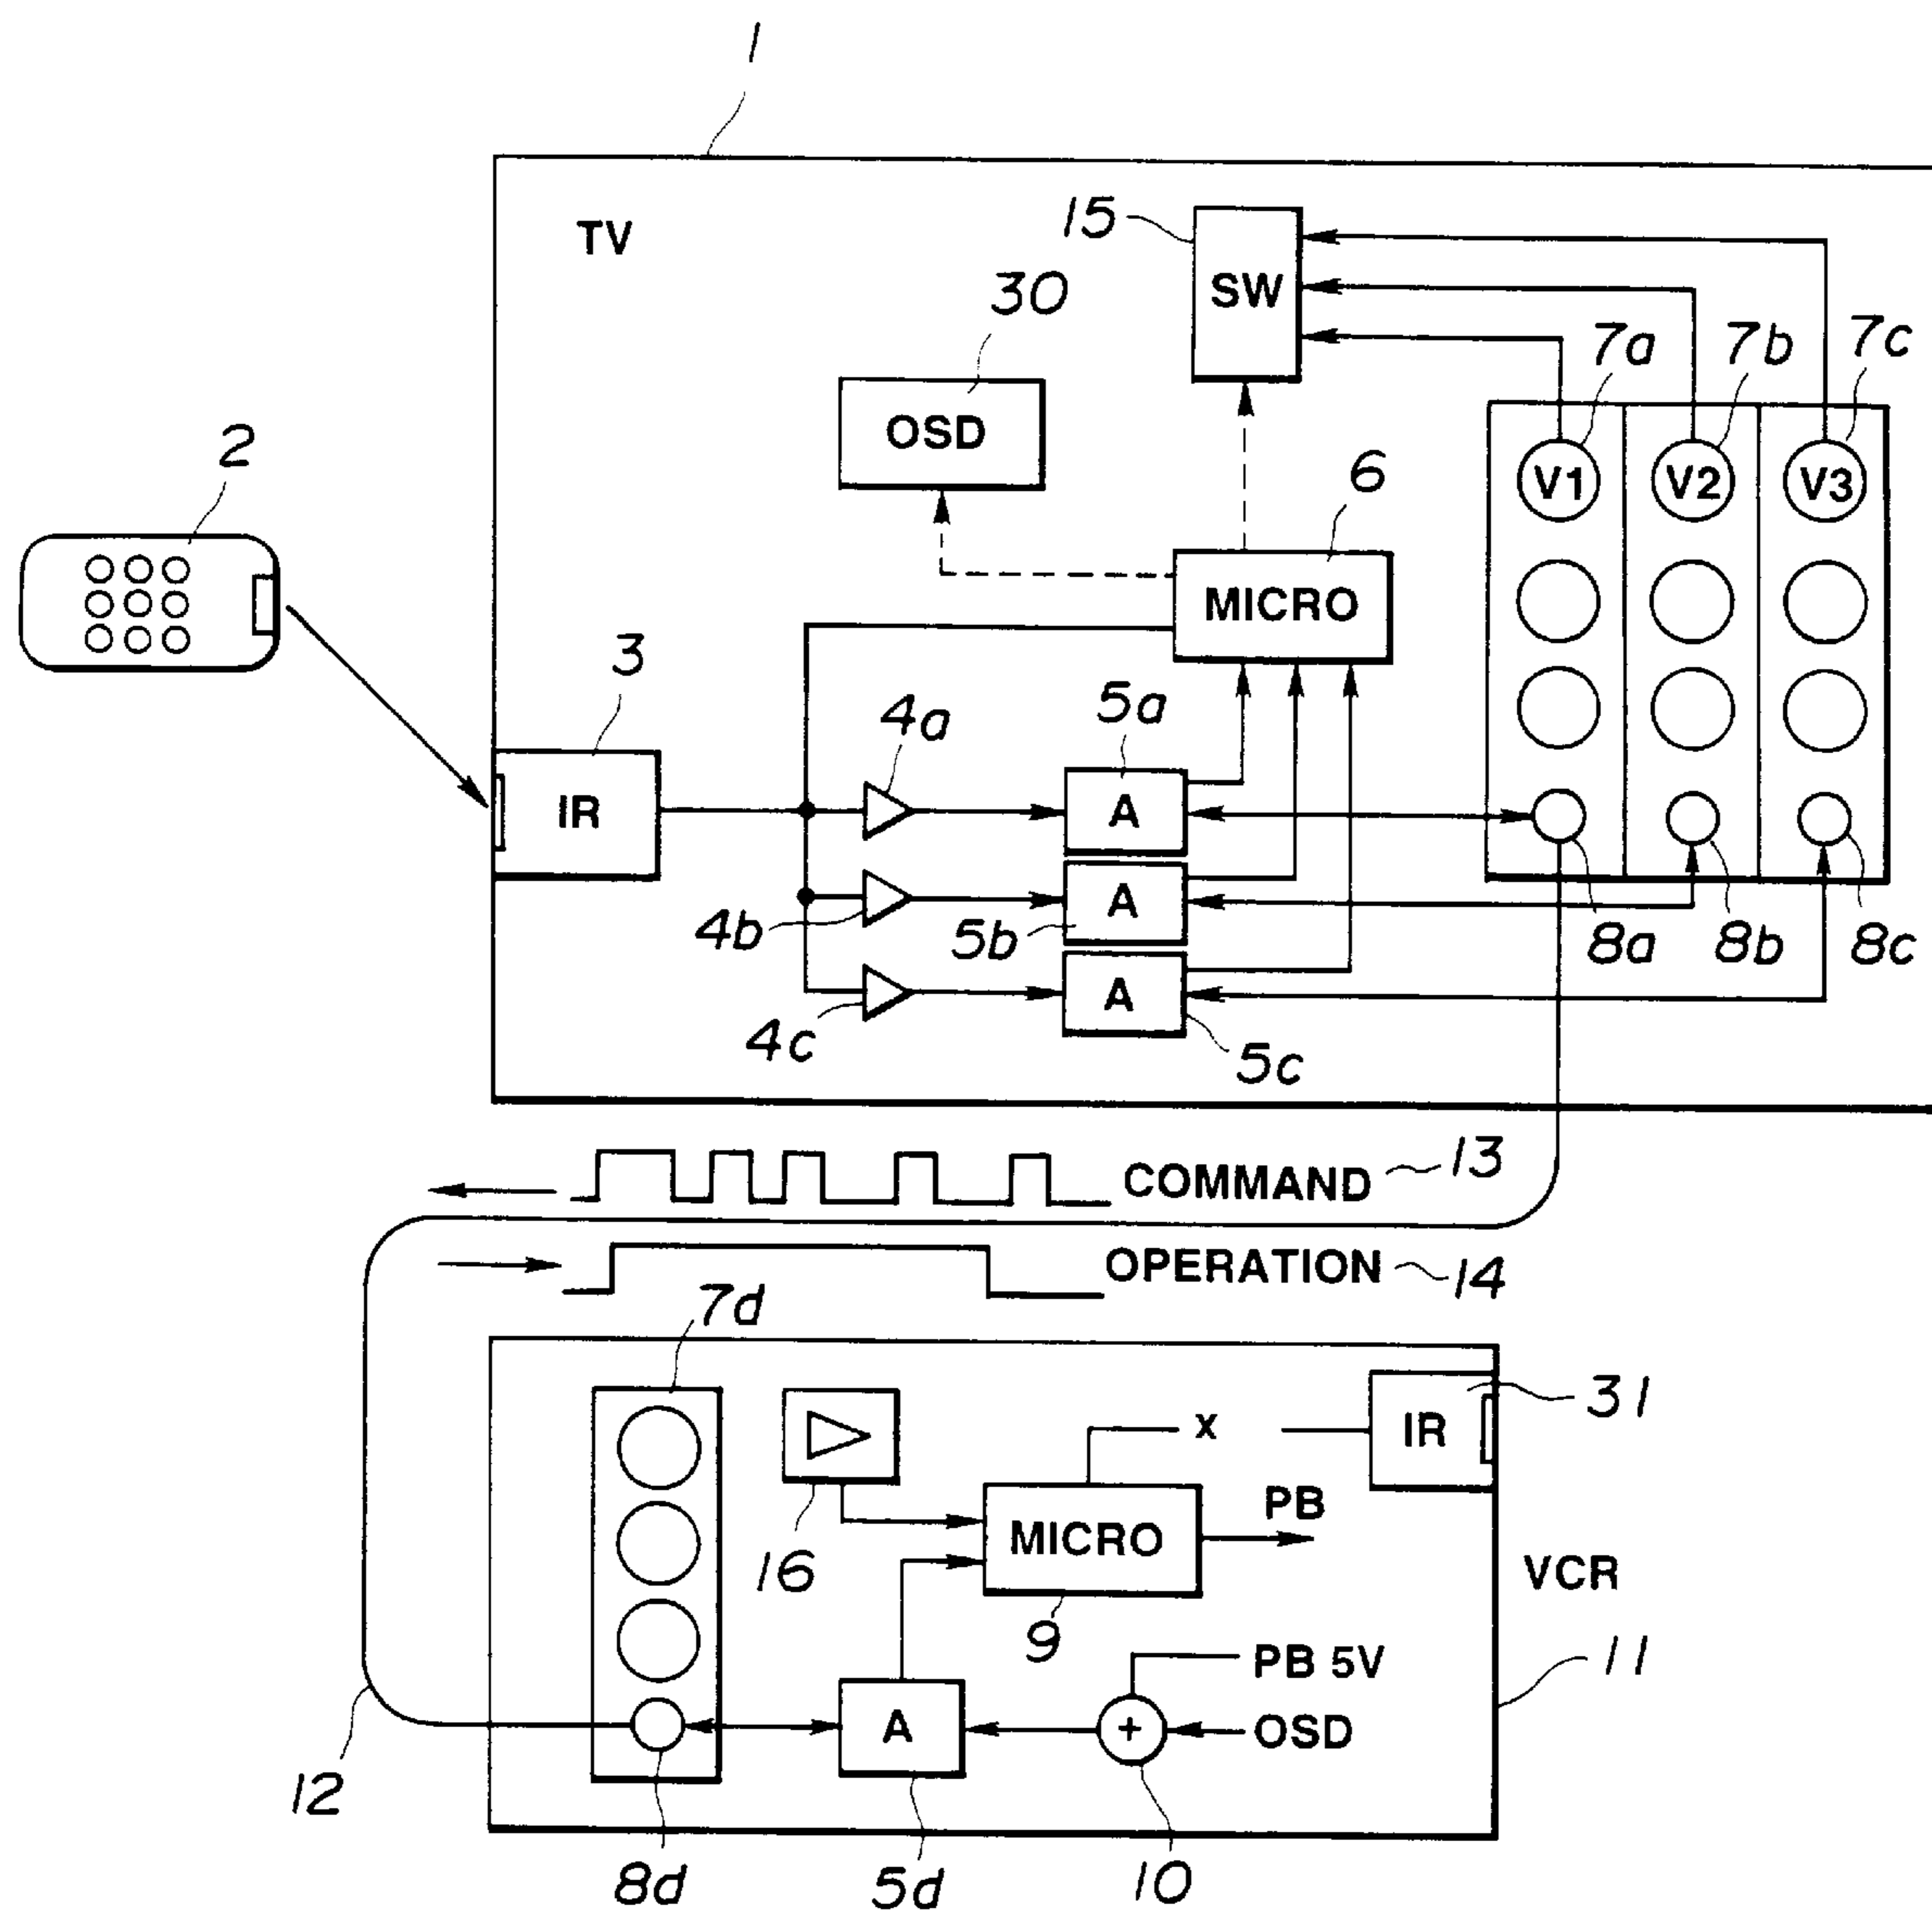 1
TV
15
SW
30
OSD
7a
7b
7c
V1
V2
V3
2
6
MICRO
3
IR
4a
5a
A
4b
5b
A
4c
A
5c
8a
8b
8c
COMMAND
13
OPERATION
14
7d
31
IR
x
PB
16
MICRO
9
VCR
PB 5V
11
A
+
OSD
12
8d
5d
10